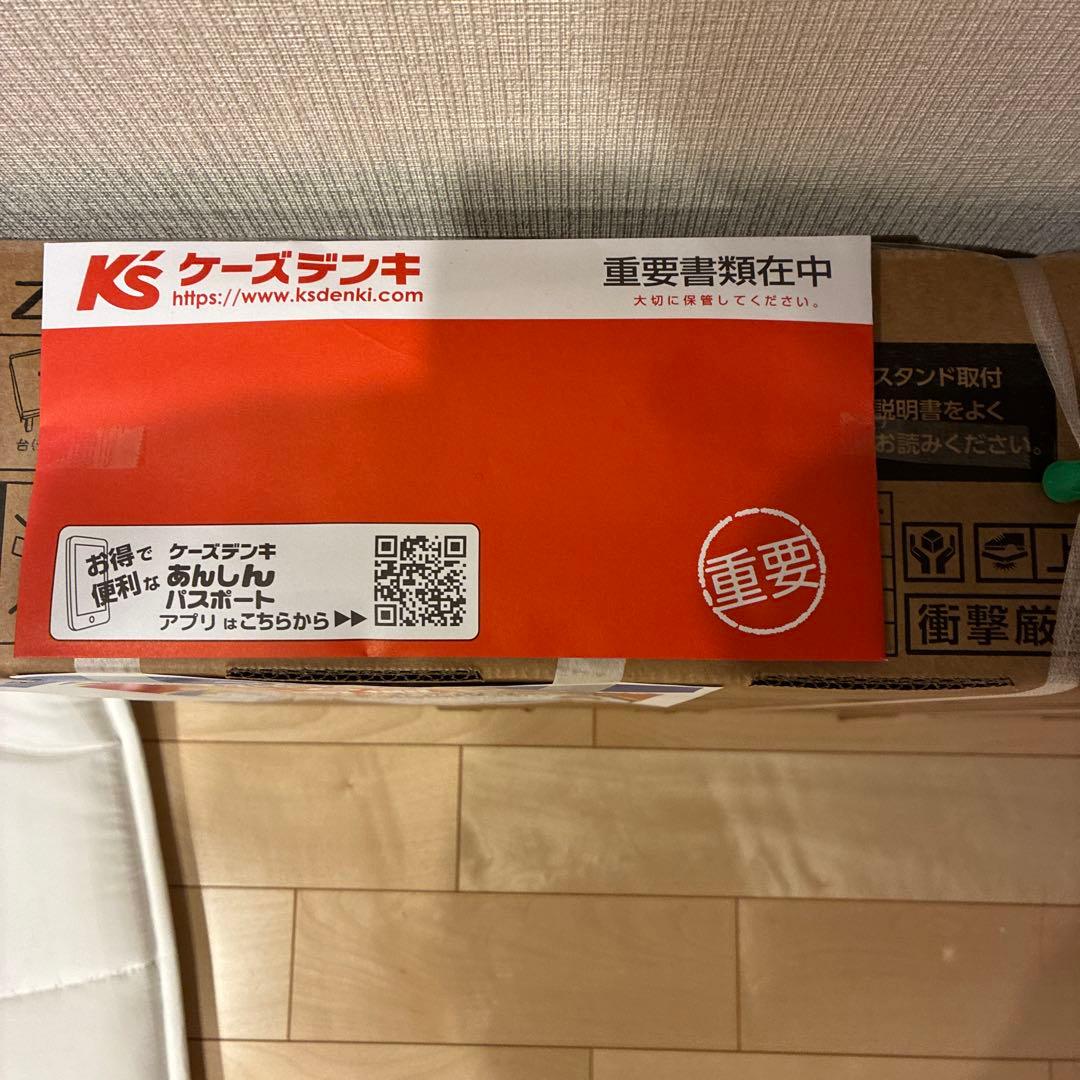 K's ケーズデンキ
https://www.ksdenki.com
重要書類在中
大切に保管してください。
スタンド取付
説明書をよく
お読みください。
お得で
便利な
ケーズデンキ
あんしん
パスポート
アプリはこちらから▶▶
重要
衝撃厳